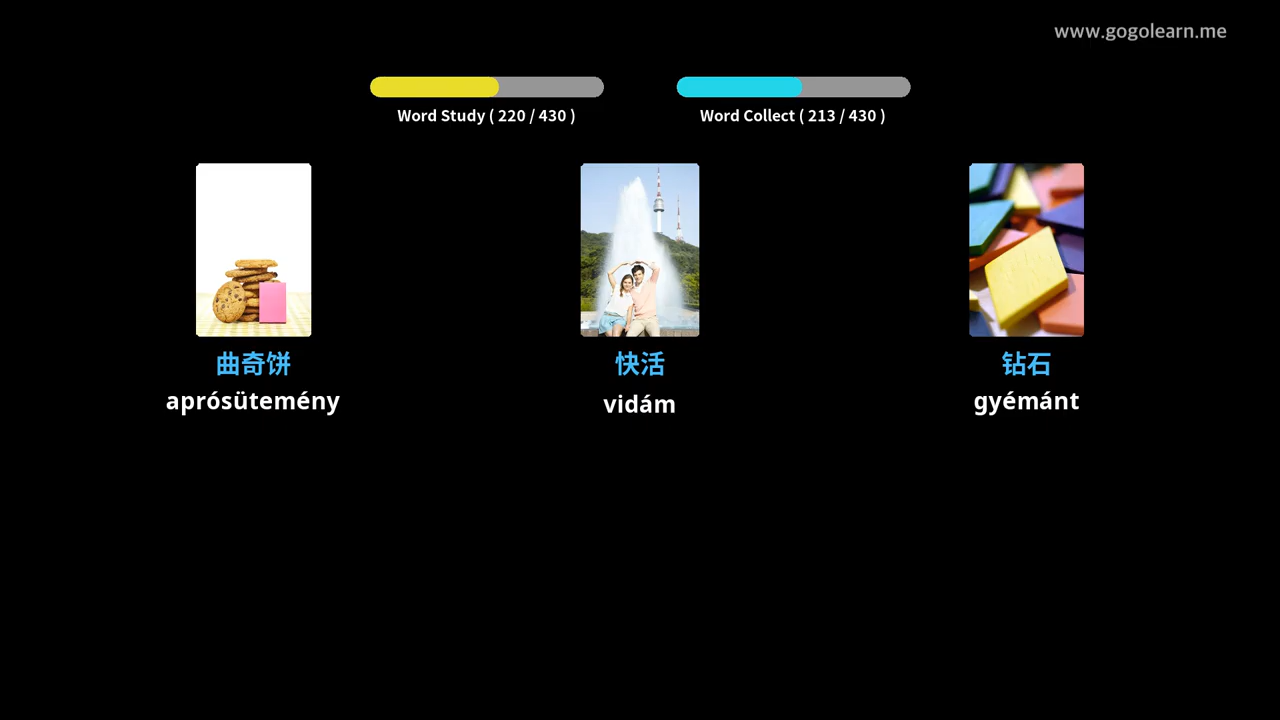 www.gogolearn.me
Word Study ( 220 / 430 )
Word Collect ( 213 / 430 )
曲奇饼
快活
钻石
aprósütemény
vidám
gyémánt